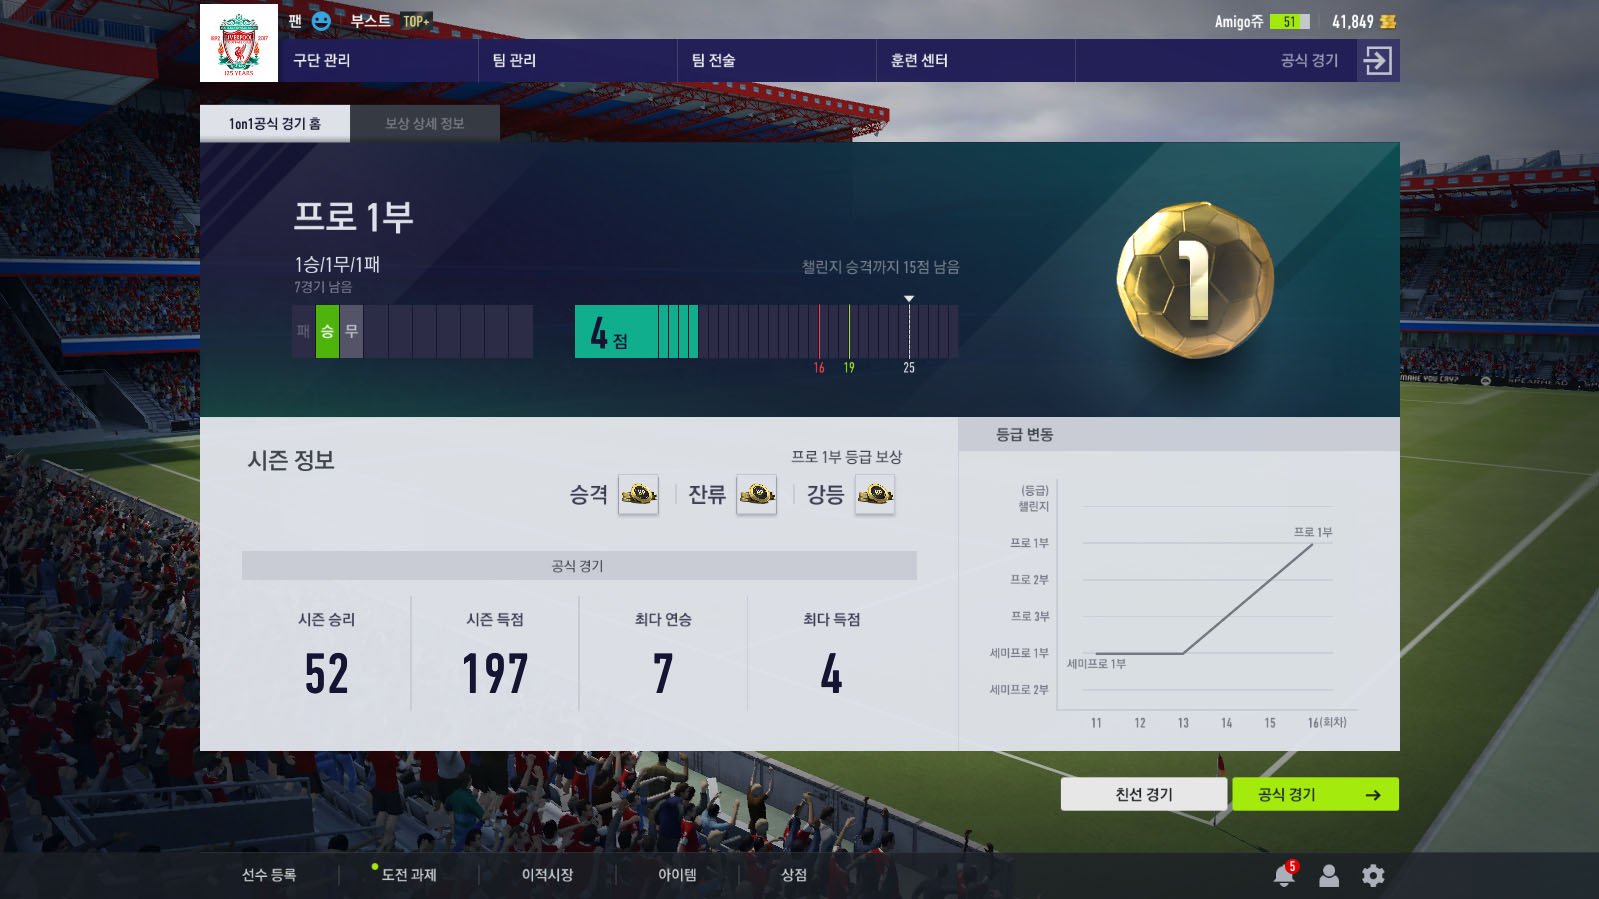 팬 부스트 TOP+
Amigo쥬 51 41,849
1892 LIVERPOOL 2017
125 YEARS
구단 관리 팀 관리 팀 전술 훈련 센터 공식 경기
1on1공식 경기 홈 보상 상세 정보
프로 1부
1승/1무/1패
7경기 남음
패 승 무
챌린지 승격까지 15점 남음
4점
16 19 25
1
MAKE YOU CRY? SPEARHEAD
시즌 정보
프로 1부 등급 보상
승격 잔류 강등
공식 경기
시즌 승리 시즌 득점 최다 연승 최다 득점
52 197 7 4
등급 변동
(등급)
챌린지
프로 1부
프로 2부
프로 3부
세미프로 1부
세미프로 2부
프로 1부
세미프로 1부
11 12 13 14 15 16(회차)
친선 경기 공식 경기 →
선수 등록 도전 과제 이적시장 아이템 상점 5